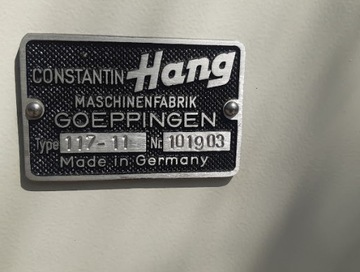 CONSTANTIN Hang
MASCHINENFABRIK
GOEPPINGEN
Type 117-11 Nr. 101903
Made in Germany